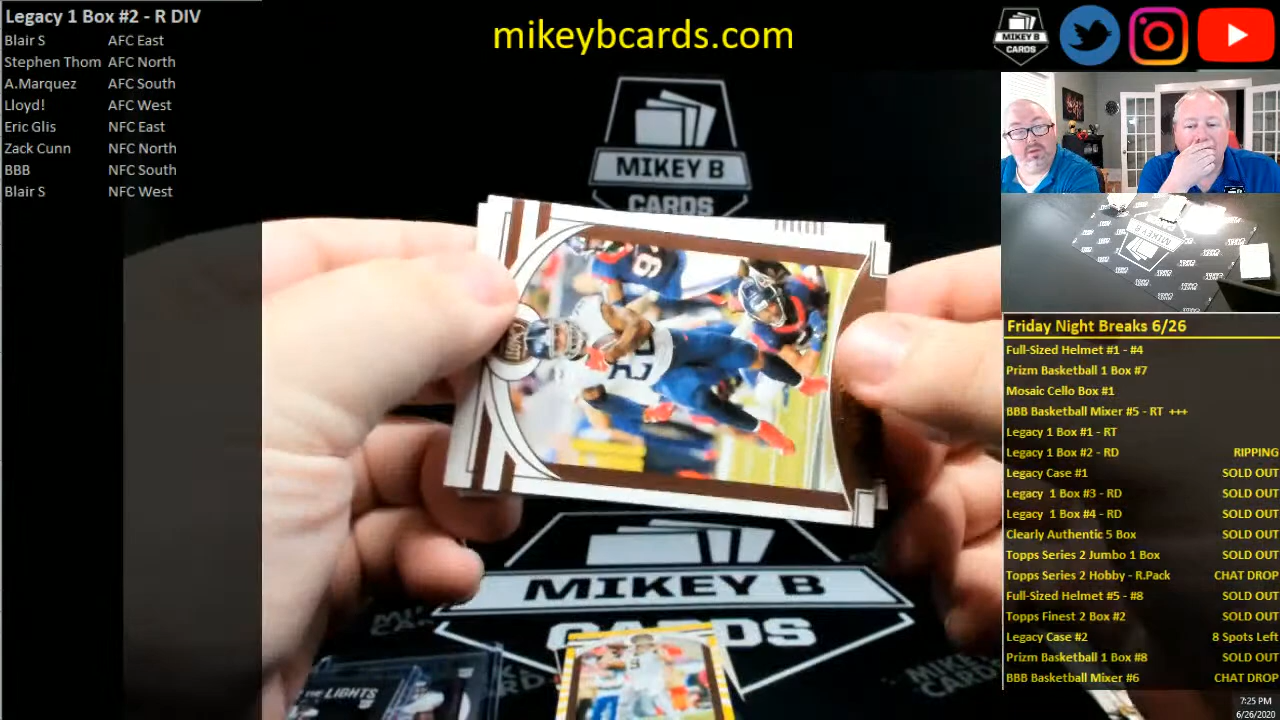 Legacy 1 Box #2 - R DIV
Blair S AFC East
Stephen Thom AFC North
A.Marquez AFC South
Lloyd! AFC West
Eric Glis NFC East
Zack Cunn NFC North
BBB NFC South
Blair S NFC West
mikeybcards.com
MIKEY B
CARDS
MIKEY B
CARDS
MIKEY B
CARDS
THE LIGHTS
Friday Night Breaks 6/26
Full-Sized Helmet #1 - #4
Prizm Basketball 1 Box #7
Mosaic Cello Box #1
BBB Basketball Mixer #5 - RT +++
Legacy 1 Box #1 - RT
Legacy 1 Box #2 - RD RIPPING
Legacy Case #1 SOLD OUT
Legacy 1 Box #3 - RD SOLD OUT
Legacy 1 Box #4 - RD SOLD OUT
Clearly Authentic 5 Box SOLD OUT
Topps Series 2 Jumbo 1 Box SOLD OUT
Topps Series 2 Hobby - R.Pack CHAT DROP
Full-Sized Helmet #5 - #8 SOLD OUT
Topps Finest 2 Box #2 SOLD OUT
Legacy Case #2 8 Spots Left
Prizm Basketball 1 Box #8 SOLD OUT
BBB Basketball Mixer #6 CHAT DROP
7:25 PM
6/26/2020